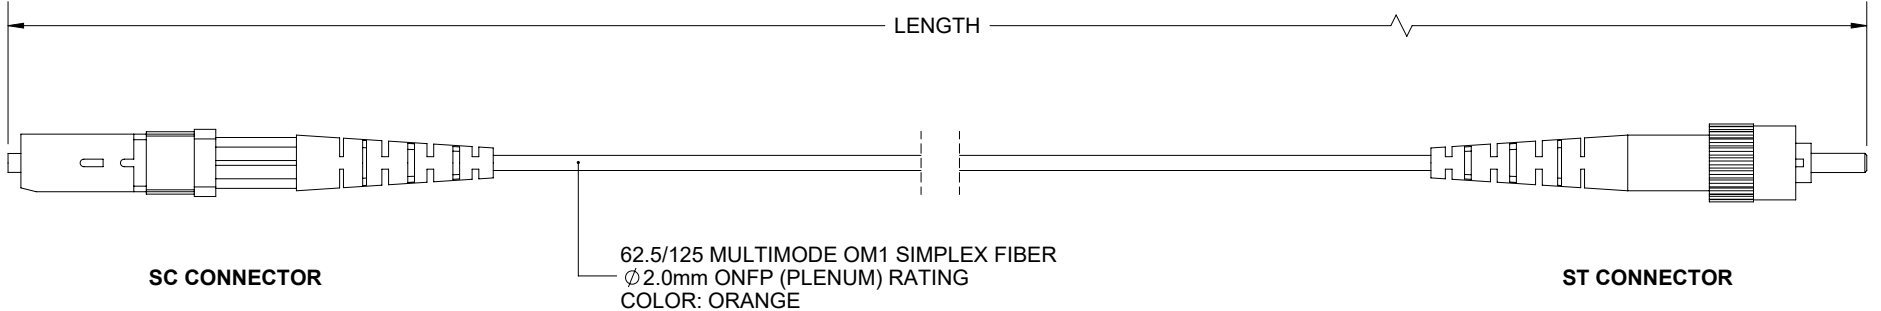 LENGTH
62.5/125 MULTIMODE OM1 SIMPLEX FIBER
∅2.0mm ONFP (PLENUM) RATING
COLOR: ORANGE
SC CONNECTOR
ST CONNECTOR